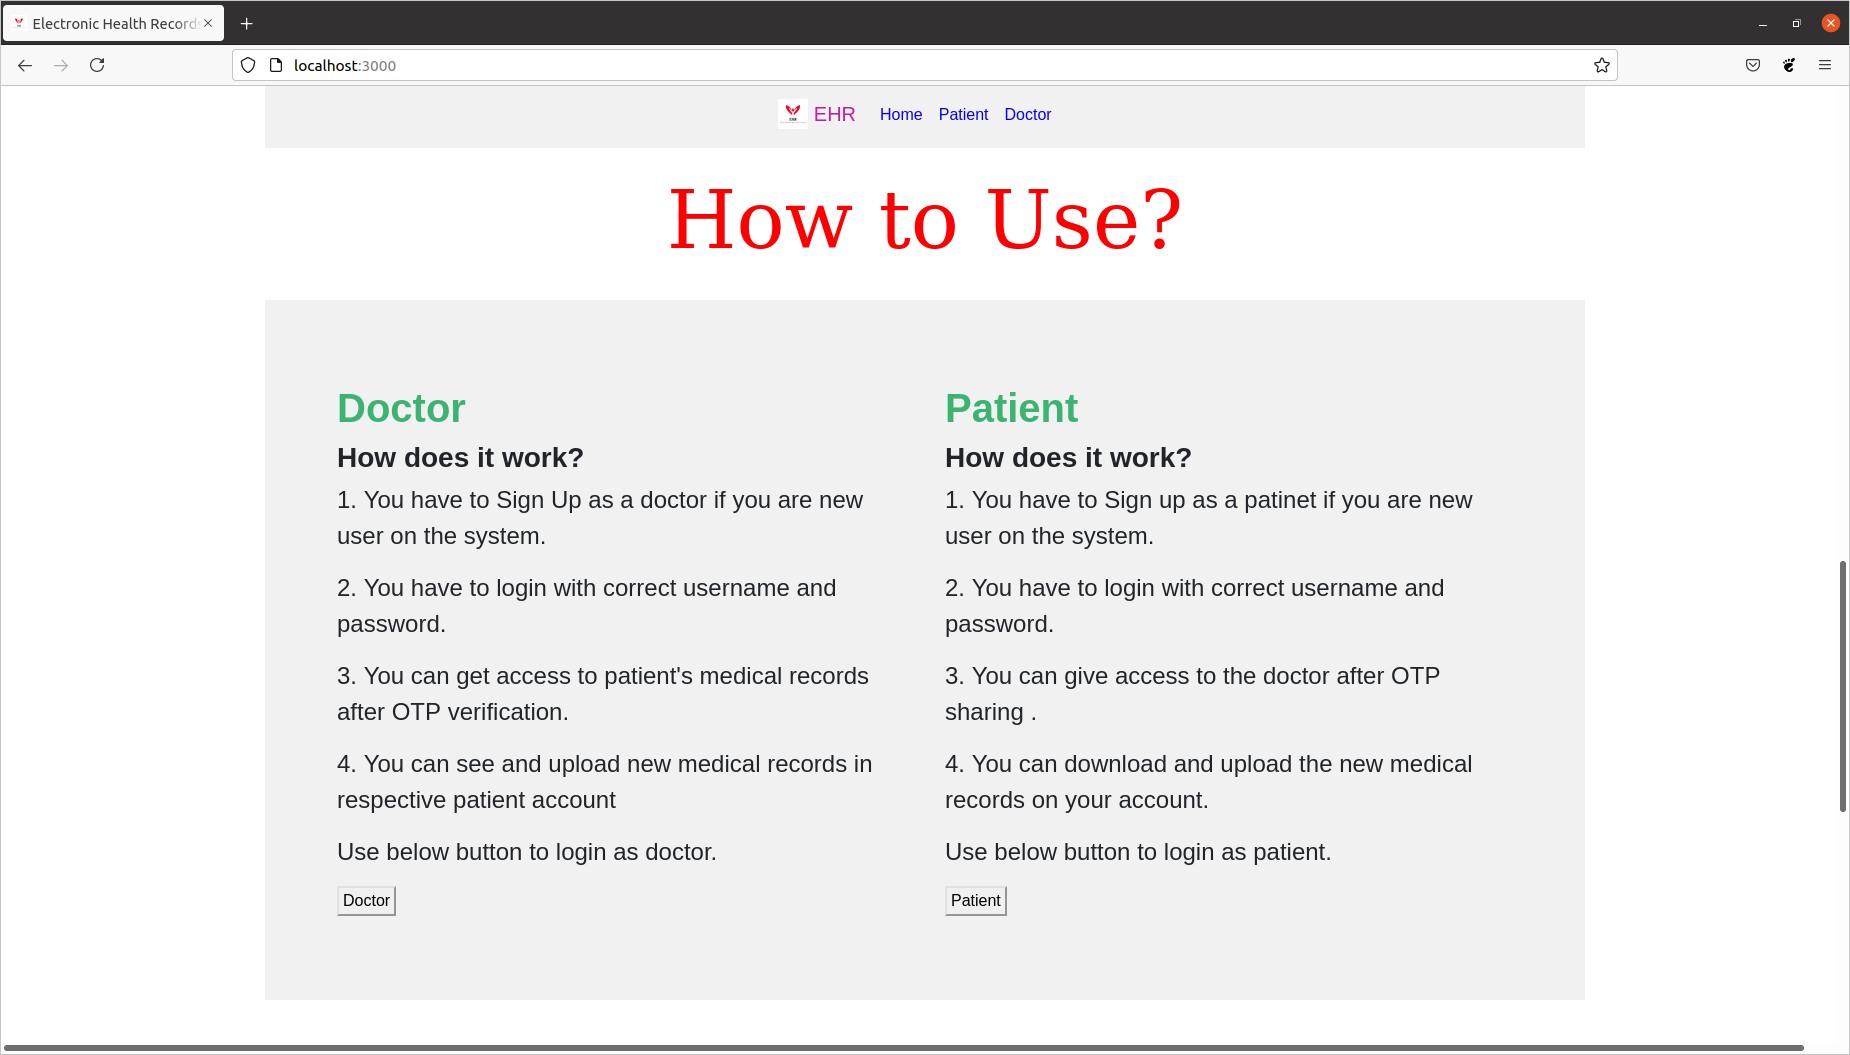 Electronic Health Records
localhost:3000
EHR
EHR Home Patient Doctor
How to Use?
Doctor
How does it work?
1. You have to Sign Up as a doctor if you are new
user on the system.
2. You have to login with correct username and
password.
3. You can get access to patient's medical records
after OTP verification.
4. You can see and upload new medical records in
respective patient account
Use below button to login as doctor.
Doctor
Patient
How does it work?
1. You have to Sign up as a patinet if you are new
user on the system.
2. You have to login with correct username and
password.
3. You can give access to the doctor after OTP
sharing .
4. You can download and upload the new medical
records on your account.
Use below button to login as patient.
Patient